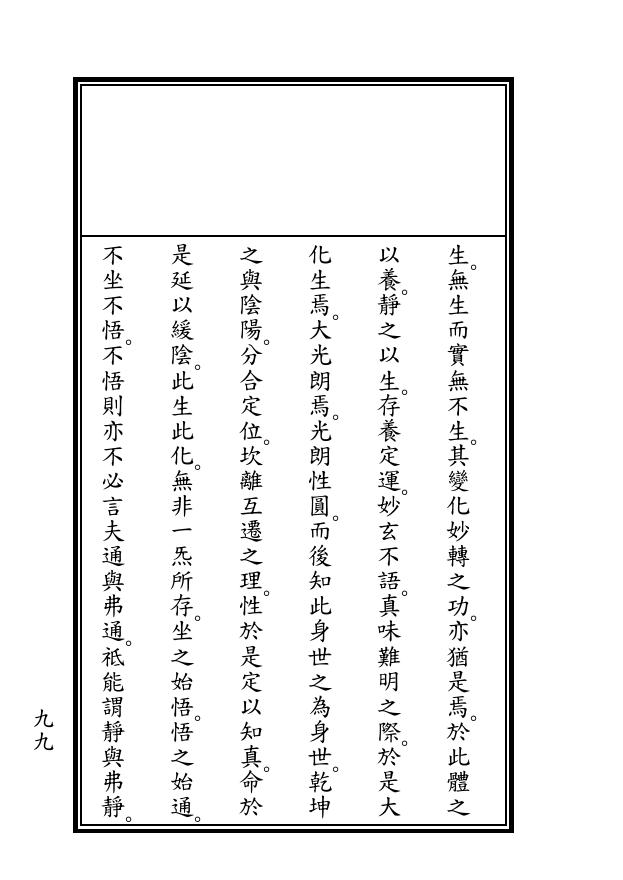 生。無生而實無不生。其變化妙轉之功。亦猶是焉。於此體之
以養。靜之以生。存養定運。妙玄不語。真味難明之際。於是大
化生焉。大光朗焉。光朗性圓。而後知此身世之為身世。乾坤
之與陰陽。分合定位。坎離互遷之理。性於是定以知真。命於
是延以緩陰。此生此化。無非一炁所存。坐之始悟。悟之始通。
不坐不悟。不悟則亦不必言夫通與弗通。祇能謂靜與弗靜。
九九